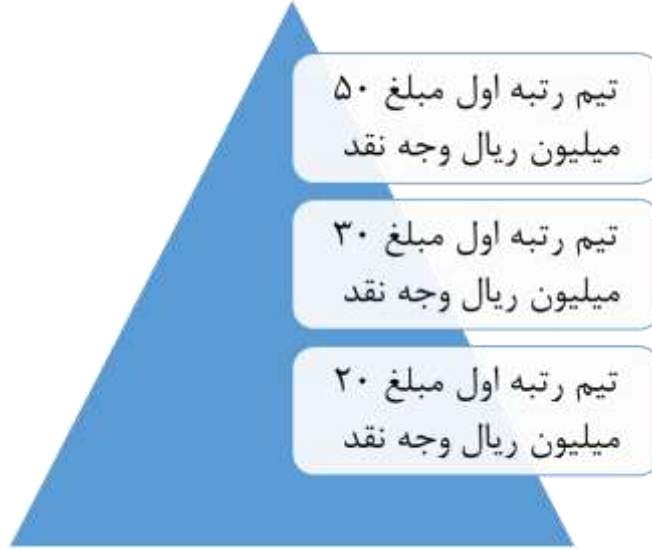 تیم رتبه اول مبلغ ۵۰
میلیون ریال وجه نقد
تیم رتبه اول مبلغ ۳۰
میلیون ریال وجه نقد
تیم رتبه اول مبلغ ۲۰
میلیون ریال وجه نقد